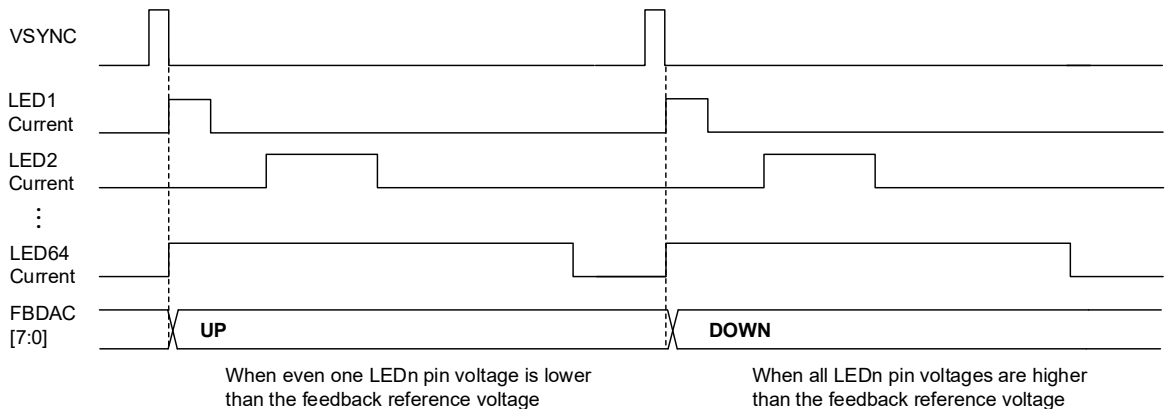 VSYNC
LED1
Current
LED2
Current
⋮
LED64
Current
FBDAC
[7:0]
UP
DOWN
When even one LEDn pin voltage is lower
than the feedback reference voltage
When all LEDn pin voltages are higher
than the feedback reference voltage